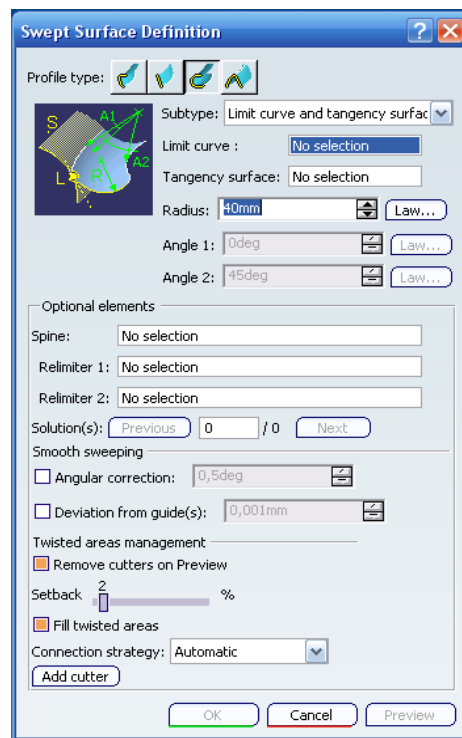 Swept Surface Definition
Profile type:
S A1 A2 L R
Subtype: Limit curve and tangency surfac
Limit curve : No selection
Tangency surface: No selection
Radius: 40mm Law...
Angle 1: 0deg Law...
Angle 2: 45deg Law...
Optional elements
Spine: No selection
Relimiter 1: No selection
Relimiter 2: No selection
Solution(s): Previous 0 / 0 Next
Smooth sweeping
Angular correction: 0,5deg
Deviation from guide(s): 0,001mm
Twisted areas management
Remove cutters on Preview
Setback 2 %
Fill twisted areas
Connection strategy: Automatic
Add cutter
OK Cancel Preview